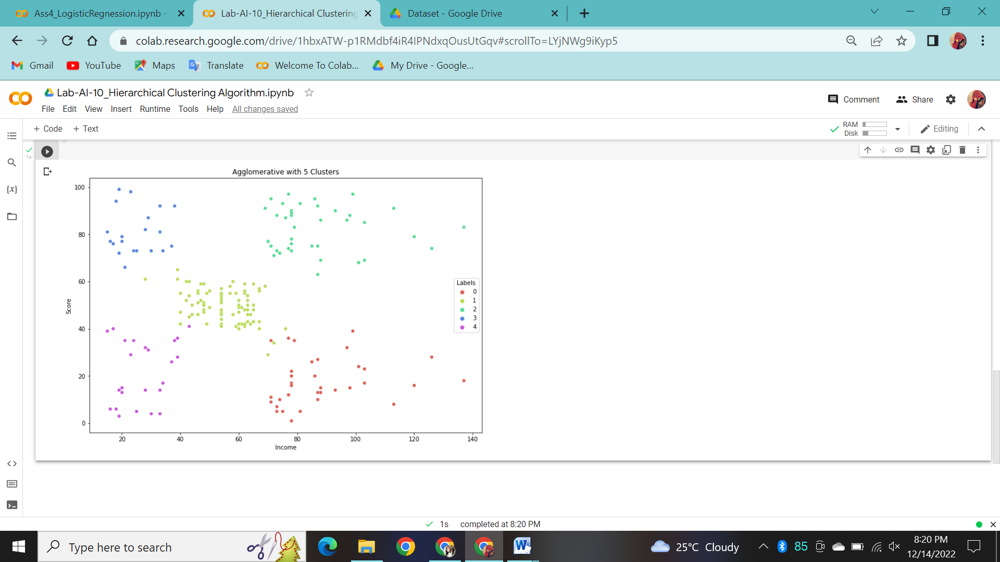 Ass4_LogisticRegnession.ipynb -
Lab-AI-10_Hierarchical Clustering
Dataset - Google Drive
colab.research.google.com/drive/1hbxATW-p1RMdbf4iR4IPNdxqOusUtGqv#scrollTo=LYjNWg9iKyp5
Gmail YouTube Maps Translate Welcome To Colab... My Drive - Google...
Lab-AI-10_Hierarchical Clustering Algorithm.ipynb
File Edit View Insert Runtime Tools Help All changes saved
Comment Share
+ Code + Text
RAM
Disk
Editing
1s
{x}
Agglomerative with 5 Clusters
100
80
60
40
20
0
Score
Labels
0
1
2
3
4
20 40 60 80 100 120 140
Income
1s completed at 8:20 PM
Type here to search
25°C Cloudy
85
8:20 PM
12/14/2022